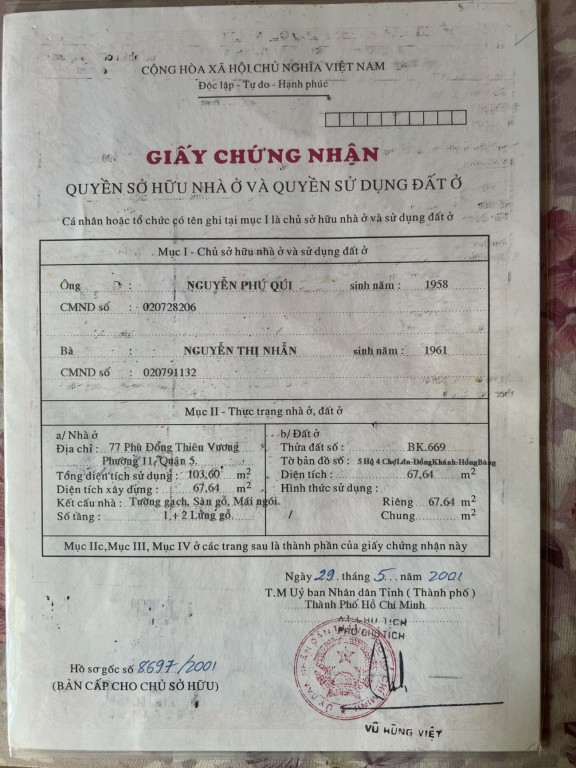 CỘNG HÒA XÃ HỘI CHỦ NGHĨA VIỆT NAM
Độc lập - Tự do - Hạnh phúc
GIẤY CHỨNG NHẬN
QUYỀN SỞ HỮU NHÀ Ở VÀ QUYỀN SỬ DỤNG ĐẤT Ở
Cá nhân hoặc tổ chức có tên ghi tại mục I là chủ sở hữu nhà ở và sử dụng đất ở
Mục I - Chủ sở hữu nhà ở và sử dụng đất ở
Ông : NGUYỄN PHÚ QÚI sinh năm : 1958
CMND số : 020728206
Bà : NGUYỄN THỊ NHẪN sinh năm : 1961
CMND số : 020791132
Mục II - Thực trạng nhà ở, đất ở
a/ Nhà ở
Địa chỉ : 77 Phù Đổng Thiên Vương
Phường 11, Quận 5.
Tổng diện tích sử dụng : 103,60 m2
Diện tích xây dựng : 67,64 m2
Kết cấu nhà : Tường gạch, Sàn gỗ, Mái ngói.
Số tầng : 1 + 2 Lửng gỗ.
b/ Đất ở
Thửa đất số : BK.669
Tờ bản đồ số : 5 Hộ 4 ChợLớn-ĐồngKhánh-HồngBàng
Diện tích : 67,64 m2
Hình thức sử dụng :
Riêng 67,64 m2
/ Chung m2
Mục IIc,Mục III, Mục IV ở các trang sau là thành phần của giấy chứng nhận này
Ngày 29 tháng 5 năm 2001
T.M Uỷ ban Nhân dân Tỉnh ( Thành phố )
Thành Phố Hồ Chí Minh
KT CHỦ TỊCH
PHÓ CHỦ TỊCH
Hồ sơ gốc số 8697/2001
(BẢN CẤP CHO CHỦ SỞ HỮU)
VŨ HÙNG VIỆT